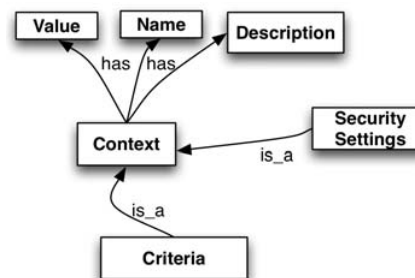 Value
Name
Description
has
has
Context
Security
Settings
is_a
is_a
Criteria